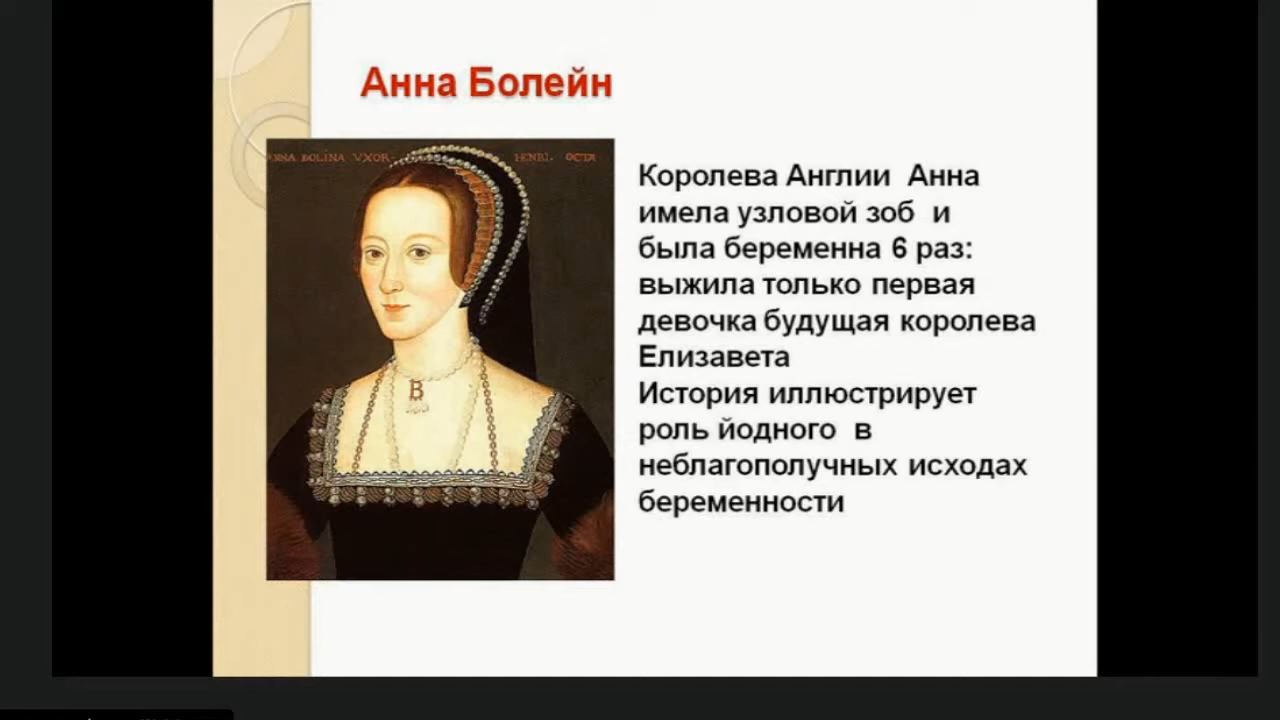 Анна Болейн
ANNA BOLINA VXOR HENRI. OCTA
Королева Англии Анна
имела узловой зоб и
была беременна 6 раз:
выжила только первая
девочка будущая королева
Елизавета
История иллюстрирует
роль йодного в
неблагополучных исходах
беременности
B